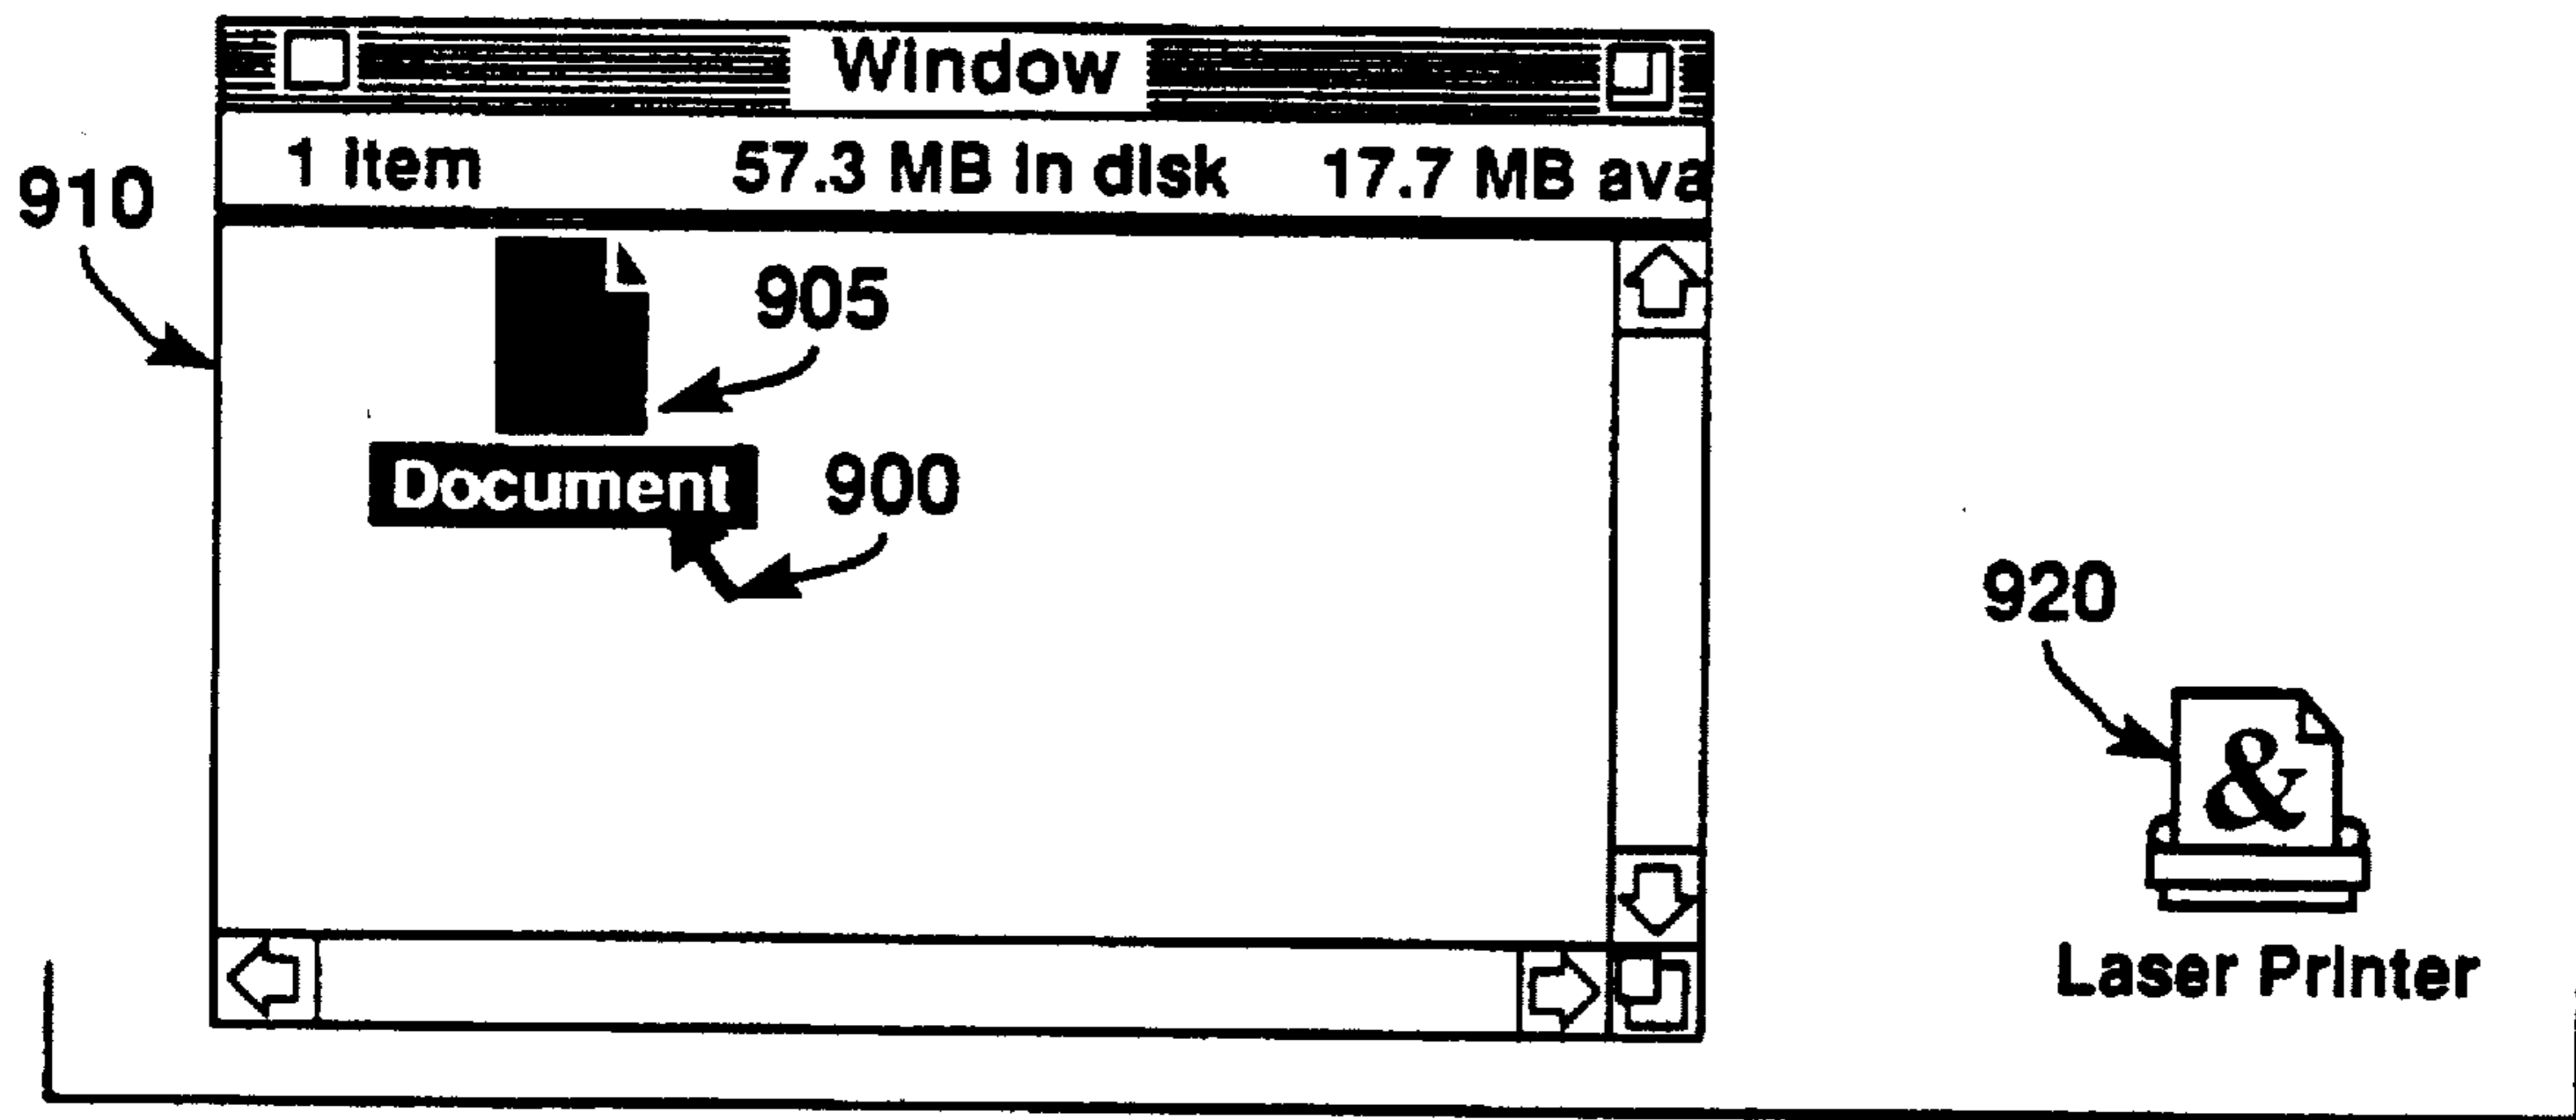 Window
1 item 57.3 MB in disk 17.7 MB ava
910
905
Document
900
920
&
Laser Printer